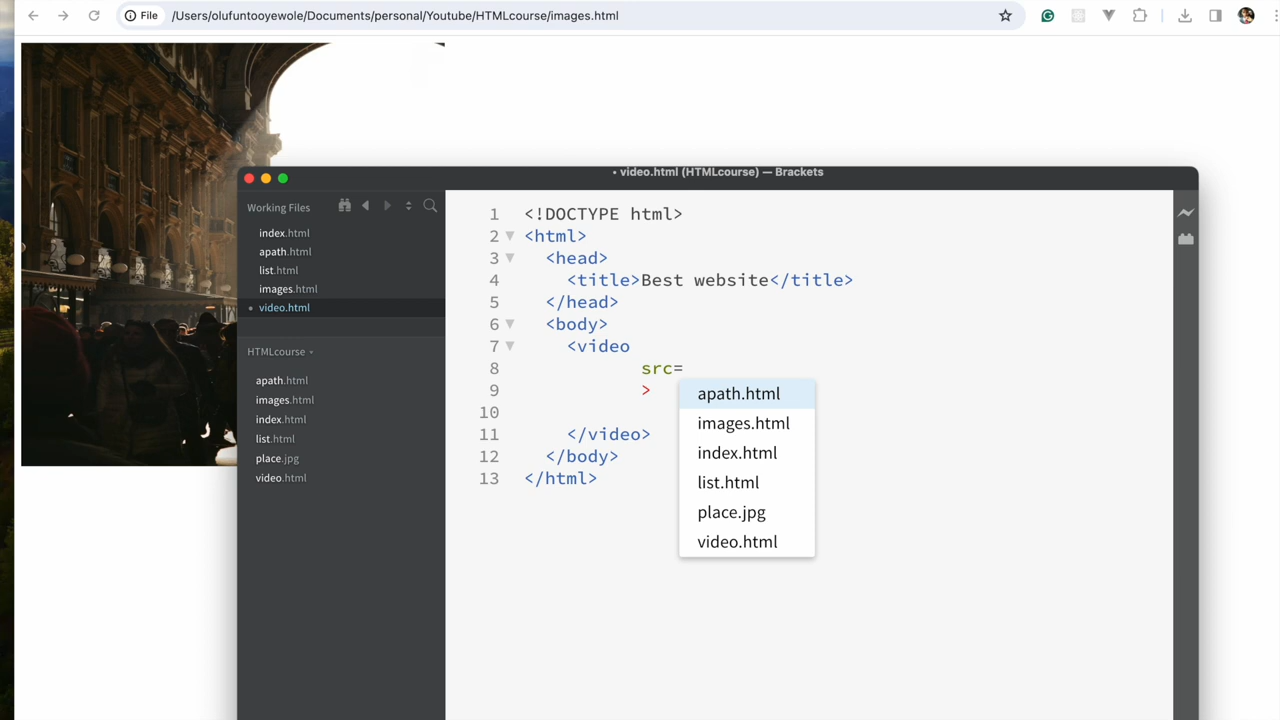 File /Users/olufuntooyewole/Documents/personal/Youtube/HTMLcourse/images.html
• video.html (HTMLcourse) — Brackets
Working Files
index.html
apath.html
list.html
images.html
video.html
HTMLcourse
apath.html
images.html
index.html
list.html
place.jpg
video.html
1 <!DOCTYPE html>
2 <html>
3 <head>
4 <title>Best website</title>
5 </head>
6 <body>
7 <video
8 src=
9 >
10
11 </video>
12 </body>
13 </html>
apath.html
images.html
index.html
list.html
place.jpg
video.html